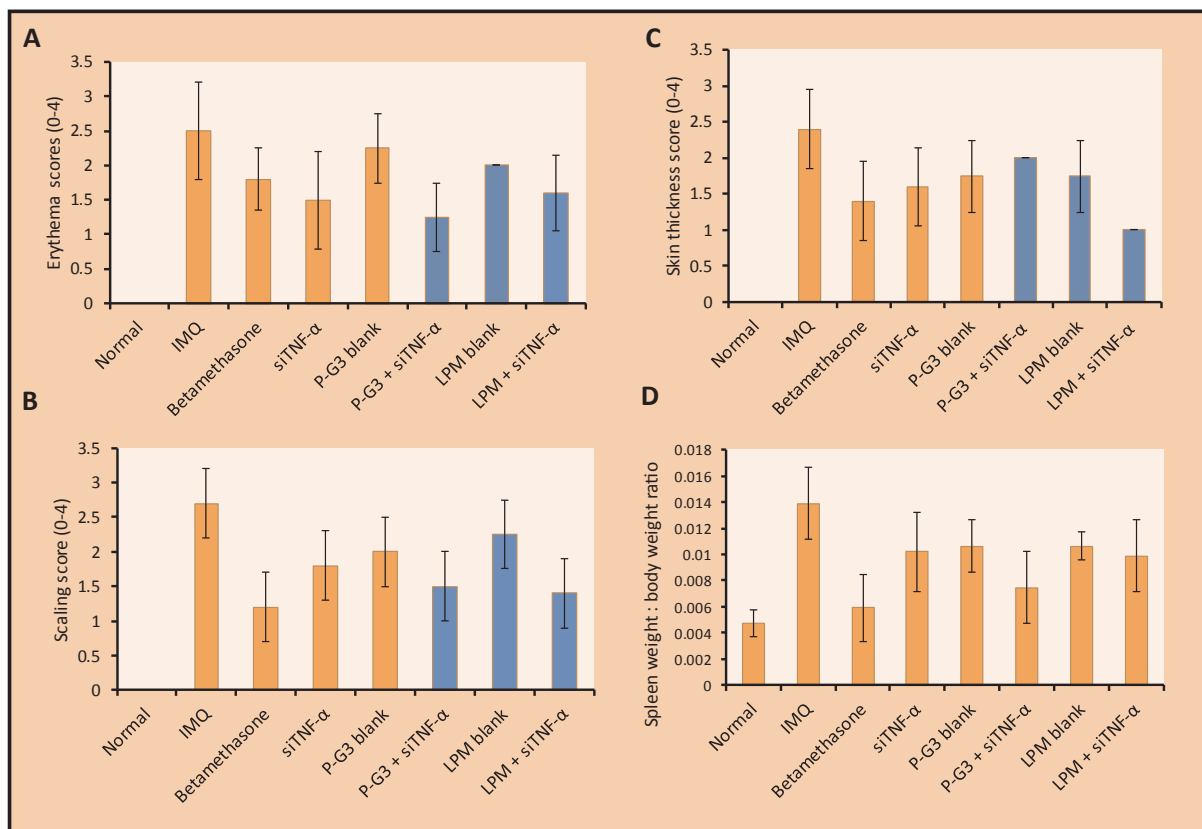 A
Erythema scores (0-4)
3.5
3
2.5
2
1.5
1
0.5
0
Normal
IMQ
Betamethasone
siTNF-α
P-G3 blank
P-G3 + siTNF-α
LPM blank
LPM + siTNF-α
C
Skin thickness score (0-4)
3.5
3
2.5
2
1.5
1
0.5
0
Normal
IMQ
Betamethasone
siTNF-α
P-G3 blank
P-G3 + siTNF-α
LPM blank
LPM + siTNF-α
B
Scaling score (0-4)
3.5
3
2.5
2
1.5
1
0.5
0
Normal
IMQ
Betamethasone
siTNF-α
P-G3 blank
P-G3 + siTNF-α
LPM blank
LPM + siTNF-α
D
Spleen weight : body weight ratio
0.018
0.016
0.014
0.012
0.01
0.008
0.006
0.004
0.002
0
Normal
IMQ
Betamethasone
siTNF-α
P-G3 blank
P-G3 + siTNF-α
LPM blank
LPM + siTNF-α